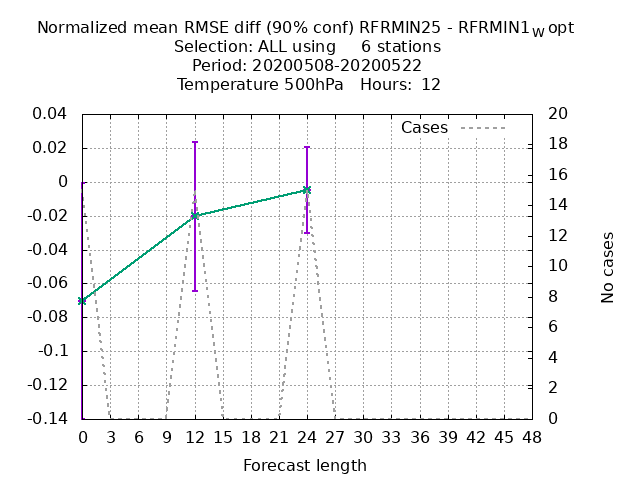 Normalized mean RMSE diff (90% conf) RFRMIN25 - RFRMIN1wopt
Selection: ALL using 6 stations
Period: 20200508-20200522
Temperature 500hPa Hours: 12
Cases
0.04
0.02
0
-0.02
-0.04
-0.06
-0.08
-0.1
-0.12
-0.14
20
18
16
14
12
10
8
6
4
2
0
No cases
0 3 6 9 12 15 18 21 24 27 30 33 36 39 42 45 48
Forecast length